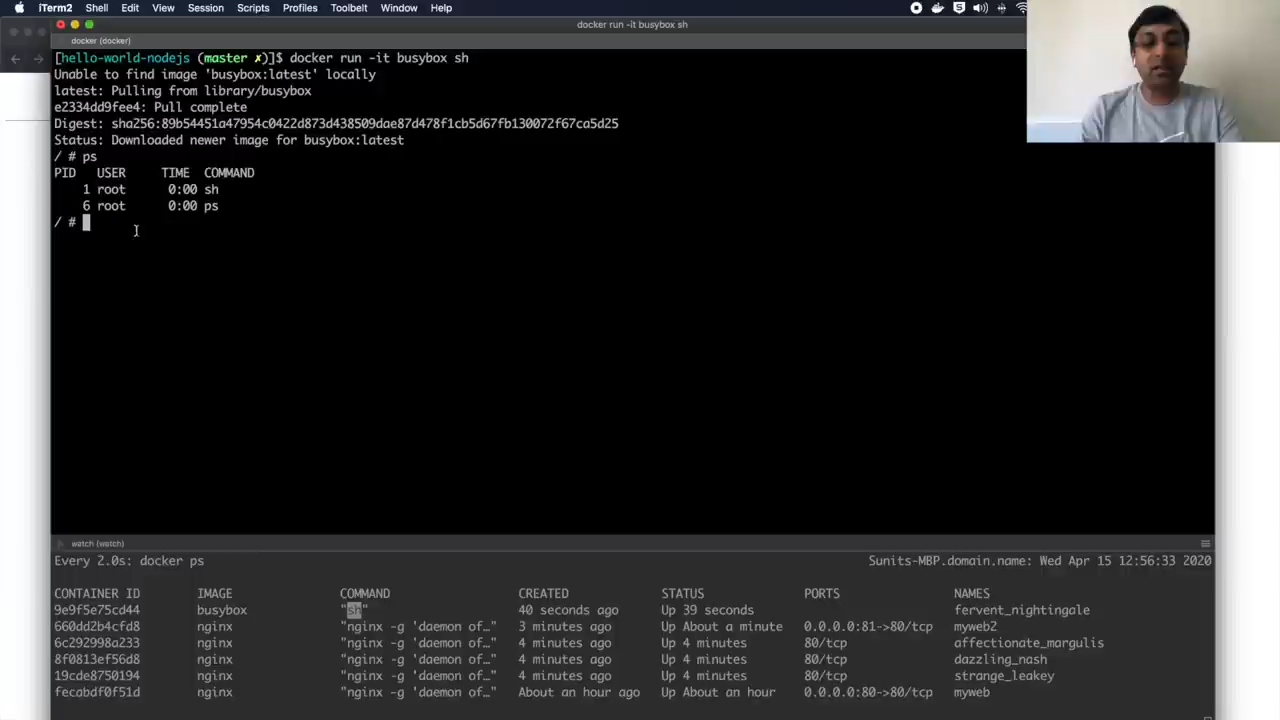 iTerm2 Shell Edit View Session Scripts Profiles Toolbelt Window Help
docker run -it busybox sh
docker (docker)
[hello-world-nodejs (master ✗)]$ docker run -it busybox sh
Unable to find image 'busybox:latest' locally
latest: Pulling from library/busybox
e2334dd9fee4: Pull complete
Digest: sha256:89b54451a47954c0422d873d438509dae87d478f1cb5d67fb130072f67ca5d25
Status: Downloaded newer image for busybox:latest
/ # ps
PID USER TIME COMMAND
1 root 0:00 sh
6 root 0:00 ps
/ #
watch (watch)
Every 2.0s: docker ps Sunits-MBP.domain.name: Wed Apr 15 12:56:33 2020
CONTAINER ID IMAGE COMMAND CREATED STATUS PORTS NAMES
9e9f5e75cd44 busybox "sh" 40 seconds ago Up 39 seconds fervent_nightingale
660dd2b4cfd8 nginx "nginx -g 'daemon of…" 3 minutes ago Up About a minute 0.0.0.0:81->80/tcp myweb2
6c292998a233 nginx "nginx -g 'daemon of…" 4 minutes ago Up 4 minutes 80/tcp affectionate_margulis
8f0813ef56d8 nginx "nginx -g 'daemon of…" 4 minutes ago Up 4 minutes 80/tcp dazzling_nash
19cde8750194 nginx "nginx -g 'daemon of…" 4 minutes ago Up 4 minutes 80/tcp strange_leakey
fecabdf0f51d nginx "nginx -g 'daemon of…" About an hour ago Up About an hour 0.0.0.0:80->80/tcp myweb